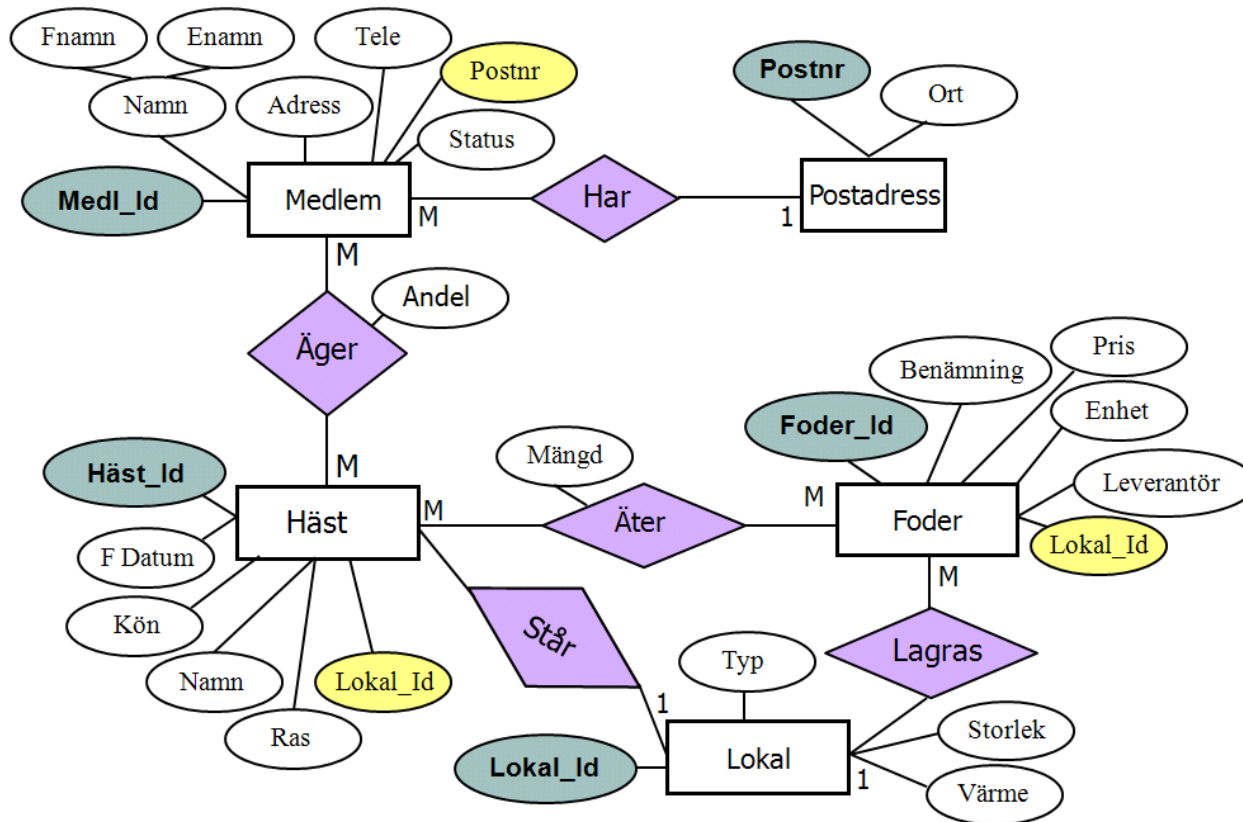 Fnamn
Enamn
Tele
Postnr
Namn
Adress
Status
Medl_Id
Medlem
M
Har
1
Postnr
Ort
Postadress
M
Andel
Äger
M
Häst_Id
Häst
M
F Datum
Kön
Namn
Ras
Lokal_Id
Mängd
Äter
M
Foder_Id
Benämning
Pris
Enhet
Leverantör
Lokal_Id
Foder
M
Står
1
Lagras
Typ
Lokal_Id
Lokal
1
Storlek
Värme